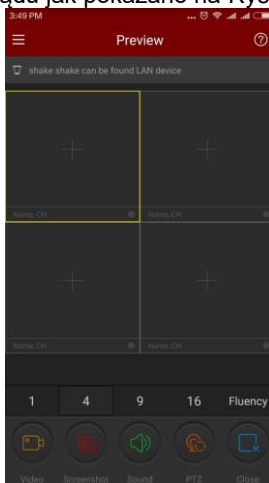 ądu jak pokazano na Rys
3:49 PM ...
Preview
shake shake can be found LAN device
Name, CH Name, CH
Name, CH Name, CH
1 4 9 16 Fluency
Video Screenshot Sound PTZ Close